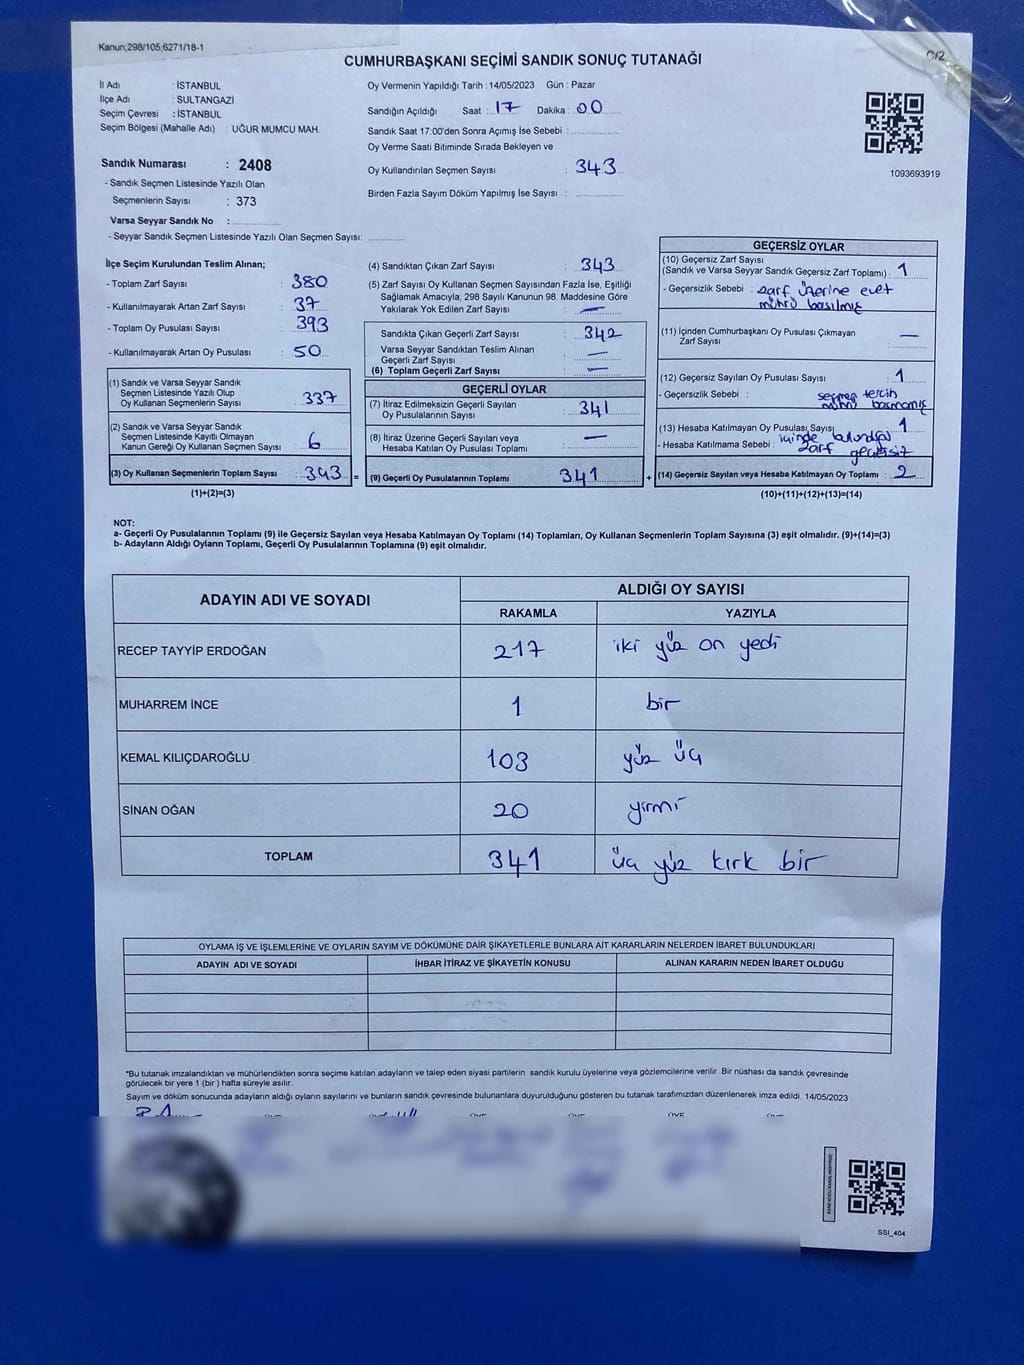 Kanun;298/105;6271/18-1
CUMHURBAŞKANI SEÇİMİ SANDIK SONUÇ TUTANAĞI
C/2
İl Adı : İSTANBUL
İlçe Adı : SULTANGAZİ
Seçim Çevresi : İSTANBUL
Seçim Bölgesi (Mahalle Adı) : UĞUR MUMCU MAH.
Sandık Numarası : 2408
- Sandık Seçmen Listesinde Yazılı Olan
Seçmenlerin Sayısı : 373
Varsa Seyyar Sandık No :
- Seyyar Sandık Seçmen Listesinde Yazılı Olan Seçmen Sayısı:
Oy Vermenin Yapıldığı Tarih : 14/05/2023 Gün : Pazar
Sandığın Açıldığı Saat : 17 Dakika : 00
Sandık Saat 17:00'den Sonra Açımış İse Sebebi :
Oy Verme Saati Bitiminde Sırada Bekleyen ve
Oy Kullandırılan Seçmen Sayısı : 343
Birden Fazla Sayım Döküm Yapılmış İse Sayısı :
1093693919
İlçe Seçim Kurulundan Teslim Alınan;
- Toplam Zarf Sayısı : 380
- Kullanılmayarak Artan Zarf Sayısı : 37
- Toplam Oy Pusulası Sayısı : 393
- Kullanılmayarak Artan Oy Pusulası : 50
(1) Sandık ve Varsa Seyyar Sandık
Seçmen Listesinde Yazılı Olup
Oy Kullanan Seçmenlerin Sayısı : 337
(2) Sandık ve Varsa Seyyar Sandık
Seçmen Listesinde Kayıtlı Olmayan
Kanun Gereği Oy Kullanan Seçmen Sayısı : 6
(3) Oy Kullanan Seçmenlerin Toplam Sayısı : 343 =
(1)+(2)=(3)
(4) Sandıktan Çıkan Zarf Sayısı : 343
(5) Zarf Sayısı Oy Kullanan Seçmen Sayısından Fazla İse, Eşitliği
Sağlamak Amacıyla; 298 Sayılı Kanunun 98. Maddesine Göre
Yakılarak Yok Edilen Zarf Sayısı : —
Sandıkta Çıkan Geçerli Zarf Sayısı : 342
Varsa Seyyar Sandıktan Teslim Alınan
Geçerli Zarf Sayısı : —
(6) Toplam Geçerli Zarf Sayısı : —
GEÇERLİ OYLAR
(7) İtiraz Edilmeksizin Geçerli Sayılan
Oy Pusulalarının Sayısı : 341
(8) İtiraz Üzerine Geçerli Sayılan veya
Hesaba Katılan Oy Pusulası Toplamı : —
(9) Geçerli Oy Pusulalarının Toplamı : 341 +
GEÇERSİZ OYLAR
(10) Geçersiz Zarf Sayısı
(Sandık ve Varsa Seyyar Sandık Geçersiz Zarf Toplamı) : 1
- Geçersizlik Sebebi : zarf üzerine evet
mührü basılmış
(11) İçinden Cumhurbaşkanı Oy Pusulası Çıkmayan
Zarf Sayısı : —
(12) Geçersiz Sayılan Oy Pusulası Sayısı : 1
- Geçersizlik Sebebi : seçmen tercih
mührü basmamış
(13) Hesaba Katılmayan Oy Pusulası Sayısı : 1
- Hesaba Katılmama Sebebi : içinde bulunduğu
zarf geçersiz
(14) Geçersiz Sayılan veya Hesaba Katılmayan Oy Toplamı : 2
(10)+(11)+(12)+(13)=(14)
NOT:
a- Geçerli Oy Pusulalarının Toplamı (9) ile Geçersiz Sayılan veya Hesaba Katılmayan Oy Toplamı (14) Toplamları, Oy Kullanan Seçmenlerin Toplam Sayısına (3) eşit olmalıdır. (9)+(14)=(3)
b- Adayların Aldığı Oyların Toplamı, Geçerli Oy Pusulalarının Toplamına (9) eşit olmalıdır.
ADAYIN ADI VE SOYADI ALDIĞI OY SAYISI
RAKAMLA YAZIYLA
RECEP TAYYİP ERDOĞAN 217 iki yüz on yedi
MUHARREM İNCE 1 bir
KEMAL KILIÇDAROĞLU 103 yüz üç
SİNAN OĞAN 20 yirmi
TOPLAM 341 üç yüz kırk bir
OYLAMA İŞ VE İŞLEMLERİNE VE OYLARIN SAYIM VE DÖKÜMÜNE DAİR ŞİKAYETLERLE BUNLARA AİT KARARLARIN NELERDEN İBARET BULUNDUKLARI
ADAYIN ADI VE SOYADI İHBAR İTİRAZ VE ŞİKAYETİN KONUSU ALINAN KARARIN NEDEN İBARET OLDUĞU
*Bu tutanak imzalandıktan ve mühürlendikten sonra seçime katılan adayların ve talep eden siyasi partilerin sandık kurulu üyelerine veya gözlemcilerine verilir. Bir nüshası da sandık çevresinde
görülecek bir yere 1 (bir) hafta süreyle asılır.
Sayım ve döküm sonucunda adayların aldığı oyların sayılarını ve bunların sandık çevresinde bulunanlara duyurulduğunu gösteren bu tutanak tarafımızdan düzenlenerek imza edildi. 14/05/2023
SSI_404